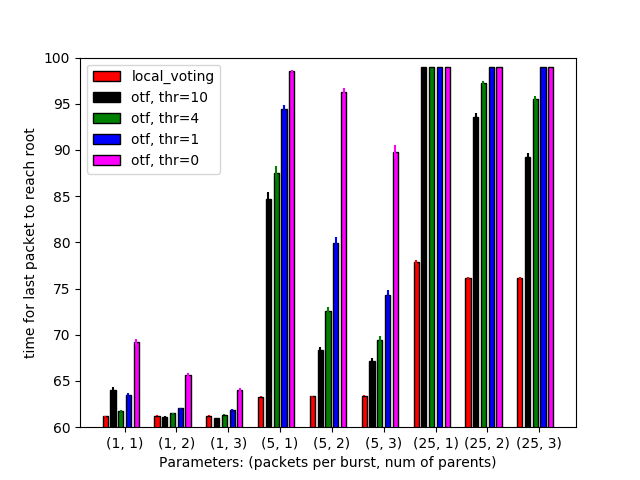 100
95
90
85
80
75
70
65
60
time for last packet to reach root
local_voting
otf, thr=10
otf, thr=4
otf, thr=1
otf, thr=0
(1, 1) (1, 2) (1, 3) (5, 1) (5, 2) (5, 3) (25, 1) (25, 2) (25, 3)
Parameters: (packets per burst, num of parents)